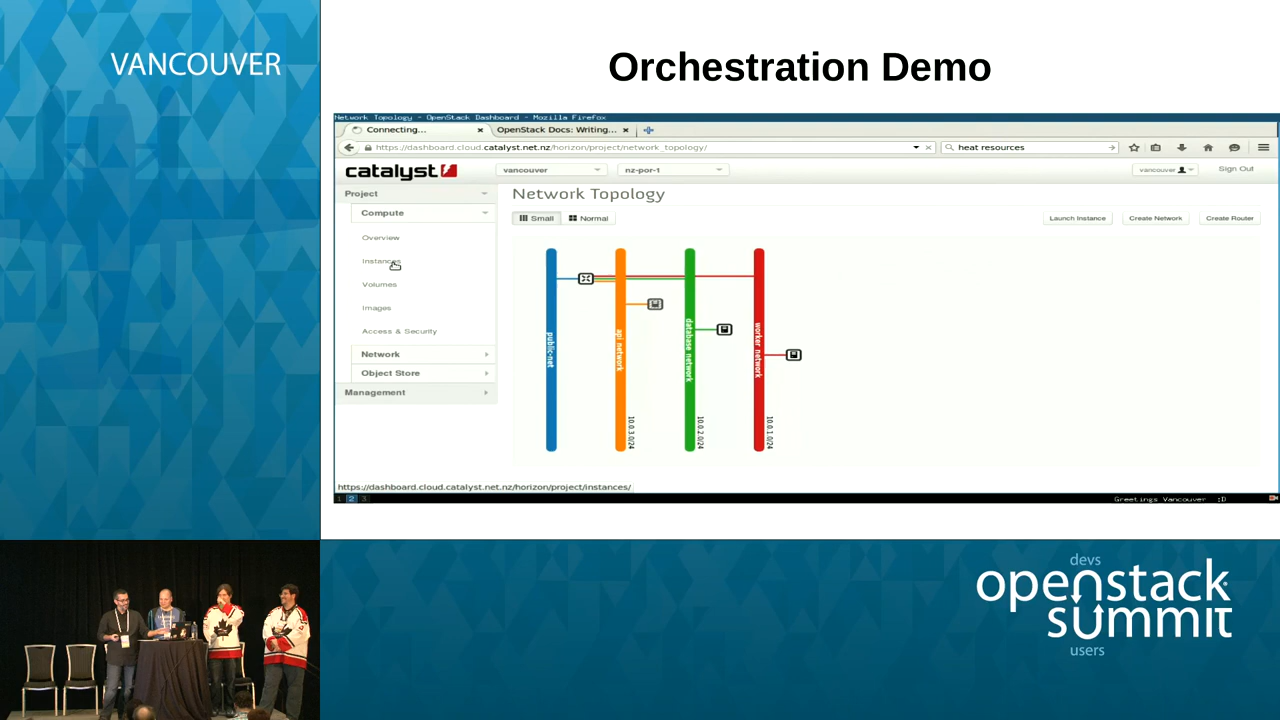 VANCOUVER
Orchestration Demo
Network Topology - OpenStack Dashboard - Mozilla Firefox
Connecting...
OpenStack Docs: Writing...
https://dashboard.cloud.catalyst.net.nz/horizon/project/network_topology/
heat resources
catalyst
vancouver
nz-por-1
vancouver
Sign Out
Project
Network Topology
Compute
Small
Normal
Launch Instance
Create Network
Create Router
Overview
Instances
Volumes
Images
Access & Security
Network
Object Store
Management
public-net
api network
database network
worker network
10.0.3.0/24
10.0.2.0/24
10.0.1.0/24
https://dashboard.cloud.catalyst.net.nz/horizon/project/instances/
1 2 3
Greetings Vancouver :D
devs
openstack
summit
users